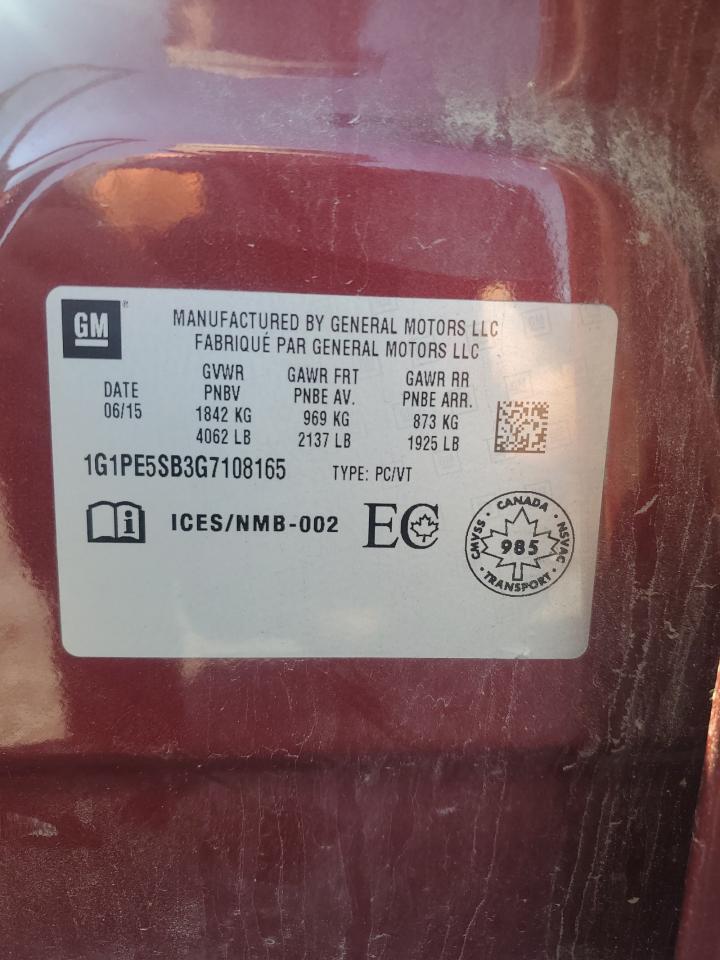 GM
MANUFACTURED BY GENERAL MOTORS LLC
FABRIQUÉ PAR GENERAL MOTORS LLC
DATE
06/15
GVWR
PNBV
1842 KG
4062 LB
GAWR FRT
PNBE AV.
969 KG
2137 LB
GAWR RR
PNBE ARR.
873 KG
1925 LB
1G1PE5SB3G7108165 TYPE: PC/VT
ICES/NMB-002
EC
CANADA
CMVSS 985 NSVAC
TRANSPORT